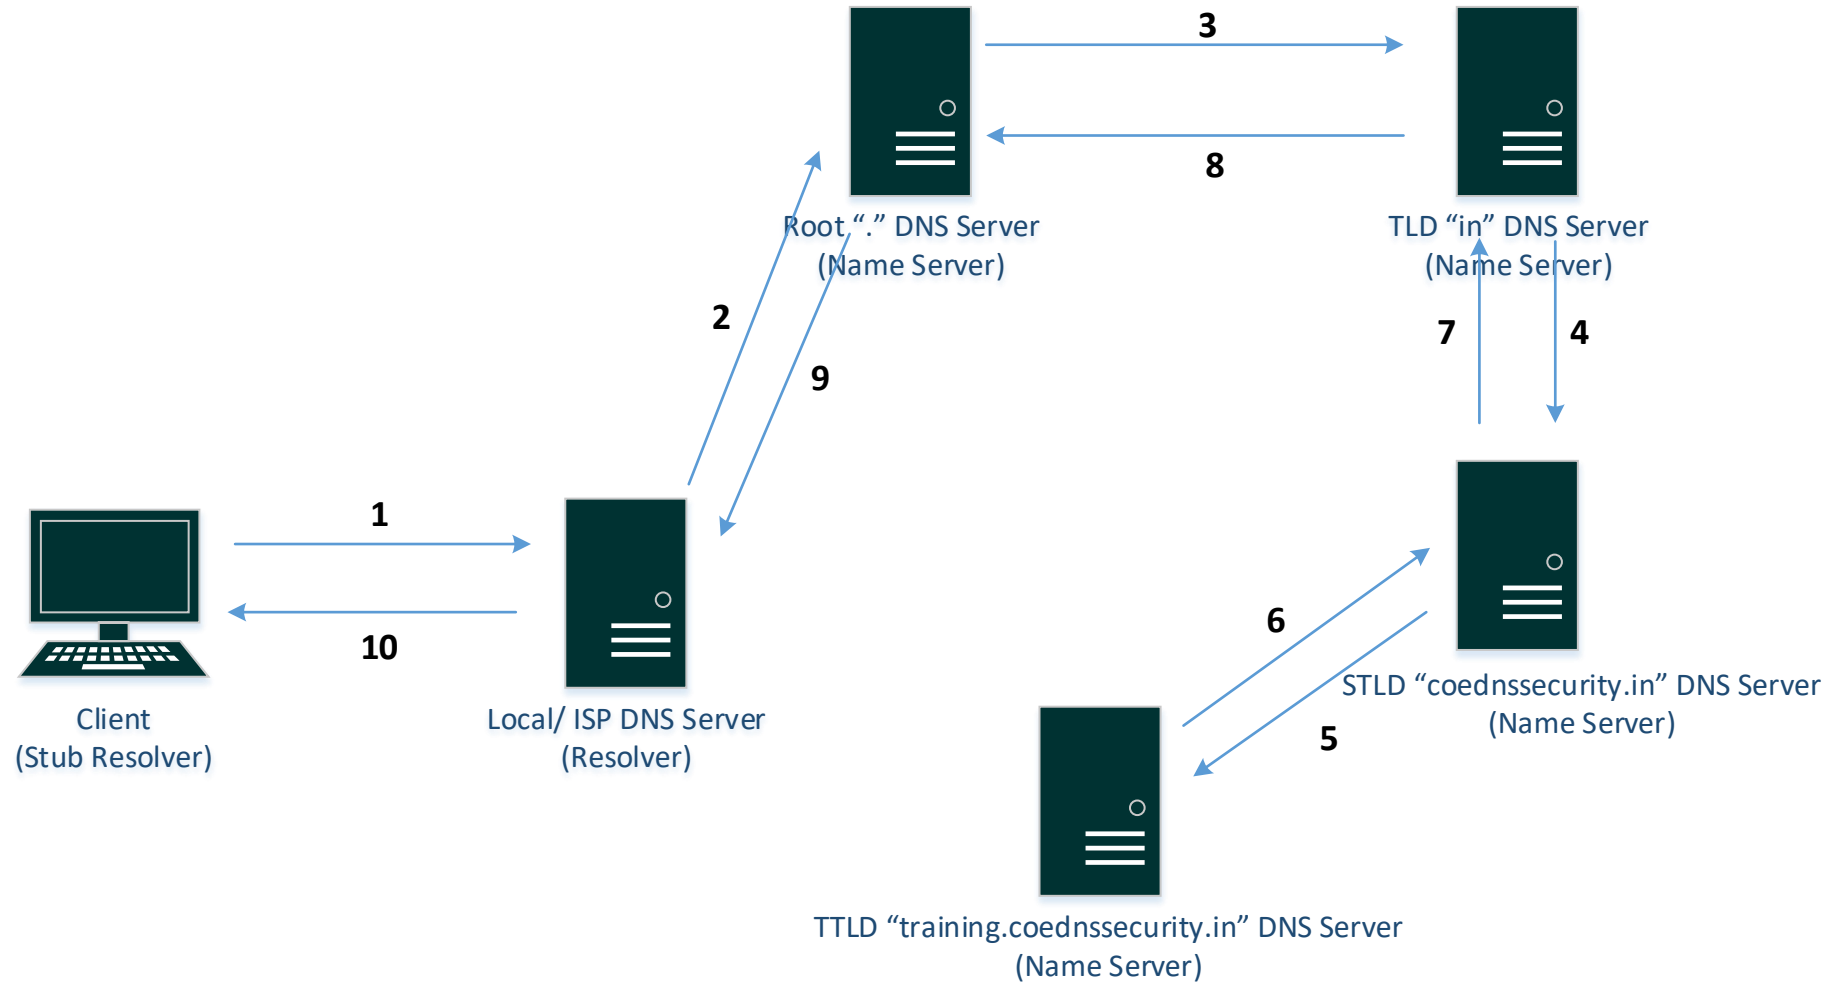 3
8
Root “.” DNS Server
(Name Server)
TLD “in” DNS Server
(Name Server)
2
9
7
4
1
10
Client
(Stub Resolver)
Local/ ISP DNS Server
(Resolver)
6
5
STLD “coednssecurity.in” DNS Server
(Name Server)
TTLD “training.coednssecurity.in” DNS Server
(Name Server)